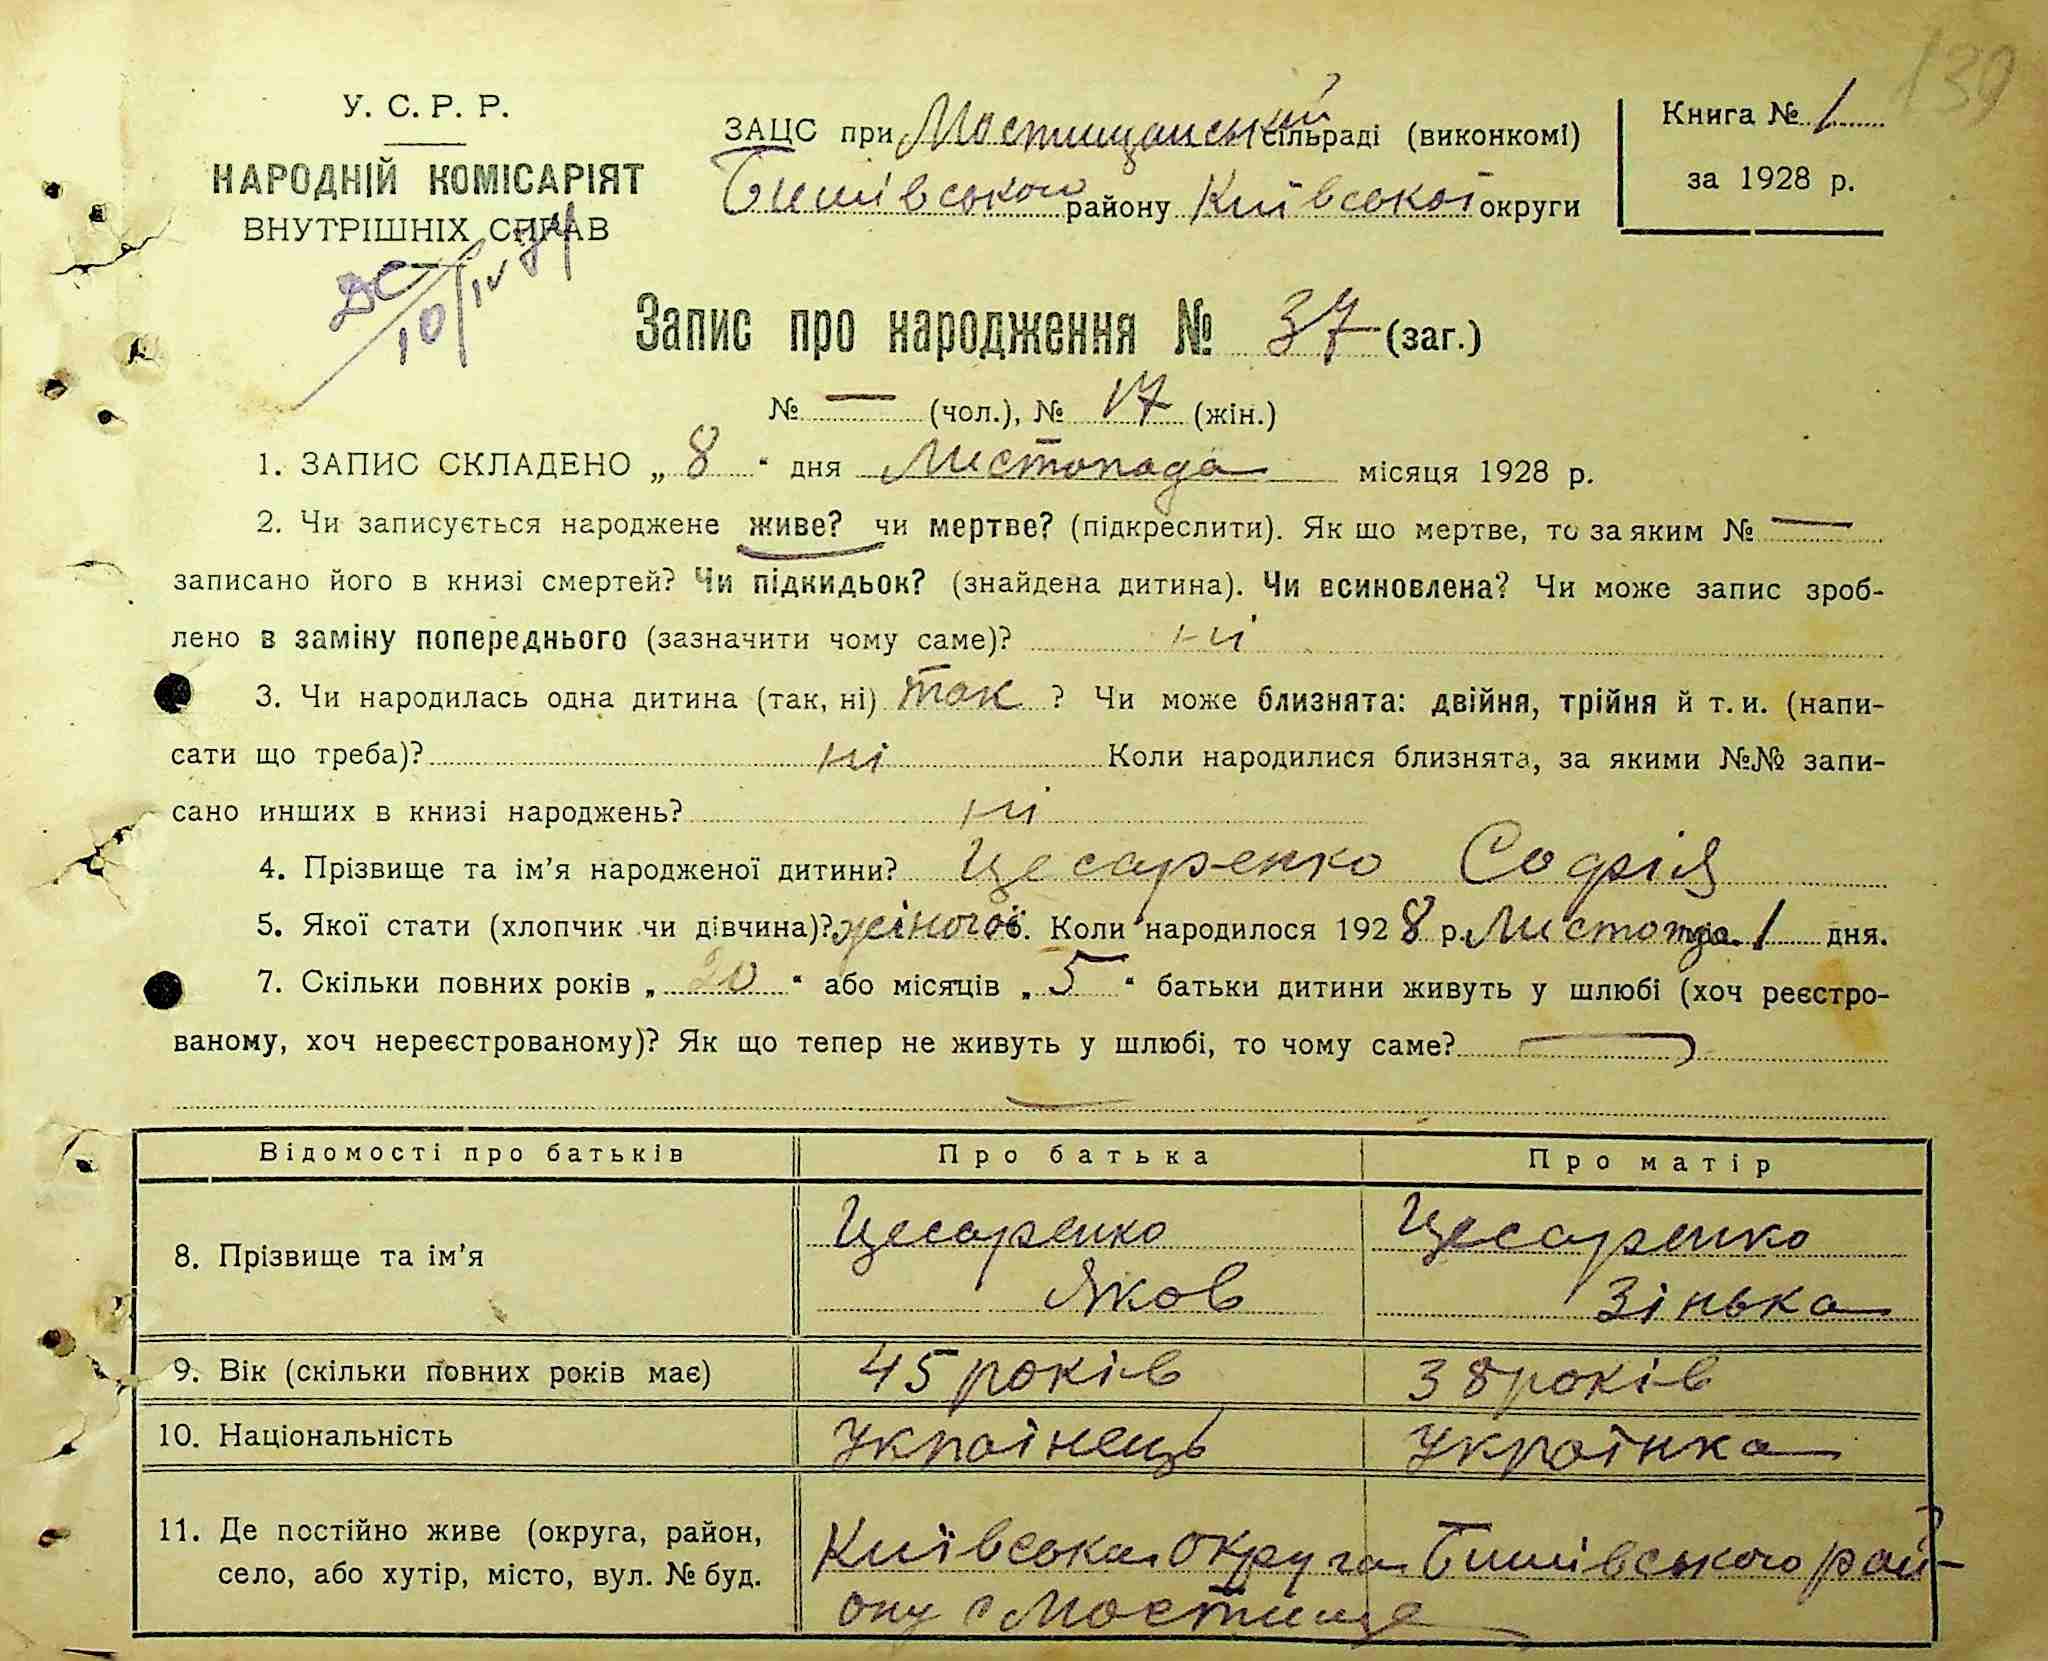 139
У. С. Р. Р.
НАРОДНІЙ КОМІСАРІЯТ
ВНУТРІШНІХ СПРАВ
ЗАЦС при Мостищанській сільраді (виконкомі)
Бишівського району Київської округи
Книга № 1
за 1928 р.
10/IV
Запис про народження № 37 (заг.)
№ — (чол.), № 17 (жін.)
1. ЗАПИС СКЛАДЕНО „ 8 “ дня Листопада місяця 1928 р.
2. Чи записується народжене живе? чи мертве? (підкреслити). Як що мертве, то за яким № —
записано його в книзі смертей? Чи підкидьок? (знайдена дитина). Чи всиновлена? Чи може запис зроб-
лено в заміну попереднього (зазначити чому саме)? ні
3. Чи народилась одна дитина (так, ні) так ? Чи може близнята: двійня, трійня й т. и. (напи-
сати що треба)? ні Коли народилися близнята, за якими №№ запи-
сано инших в книзі народжень? ні
4. Прізвище та ім’я народженої дитини? Цесаренко Софія
5. Якої стати (хлопчик чи дівчина)? жіночої. Коли народилося 1928 р. Листопада 1 дня.
7. Скільки повних років „ 20 “ або місяців „ 5 “ батьки дитини живуть у шлюбі (хоч реєстро-
ваному, хоч нереєстрованому)? Як що тепер не живуть у шлюбі, то чому саме? —
Відомості про батьків Про батька Про матір
8. Прізвище та ім’я Цесаренко Яков Цесаренко Зінька
9. Вік (скільки повних років має) 45 років 38 років
10. Національність Українець Українка
11. Де постійно живе (округа, район, Київська округа Бишівського рай-
село, або хутір, місто, вул. № буд. ону с Мостище